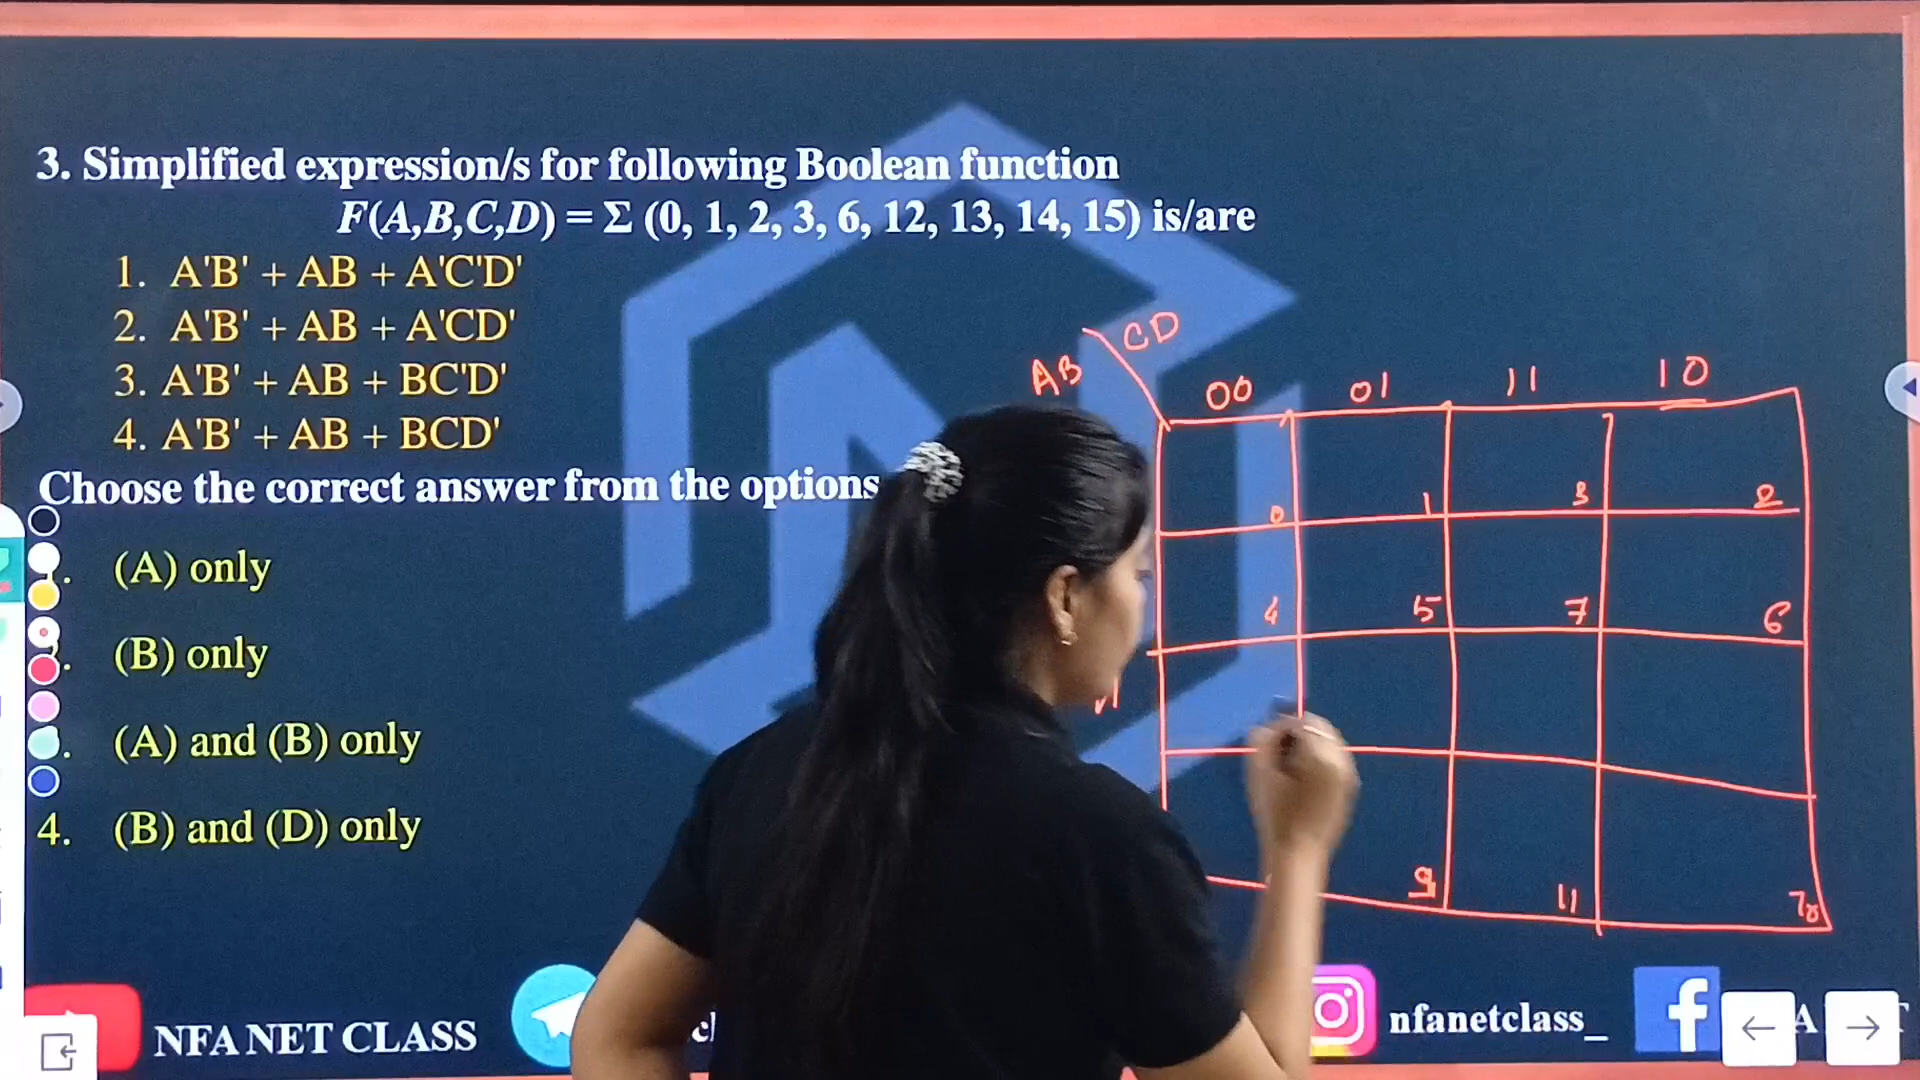 3. Simplified expression/s for following Boolean function
F(A,B,C,D) = Σ (0, 1, 2, 3, 6, 12, 13, 14, 15) is/are
1. A'B' + AB + A'C'D'
2. A'B' + AB + A'CD'
3. A'B' + AB + BC'D'
4. A'B' + AB + BCD'
Choose the correct answer from the options
(A) only
(B) only
(A) and (B) only
4. (B) and (D) only
CD
AB
00 01 11 10
0 1 3 2
4 5 7 6
9 11
NFA NET CLASS
nfanetclass_